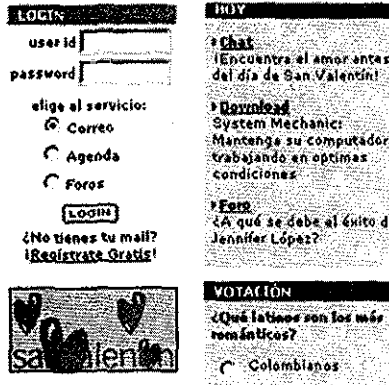 LOGIN
user id
password
elige el servicio:
Correo
Agenda
Foros
LOGIN
¿No tienes tu mail?
¡Regístrate Gratis!
HOY
Chat
¡Encuentra el amor antes
del día de San Valentín!
Download
System Mechanic:
Mantenga su computador
trabajando en optimas
condiciones
Foro
¿A qué se debe el éxito d
Jennifer López?
VOTACIÓN
¿Qué latinos son los más
románticos?
Colombianos